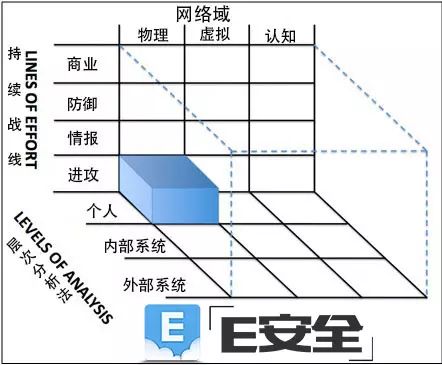 网络域
物理
虚拟
认知
持续战线
LINES OF EFFORT
商业
防御
情报
进攻
个人
内部系统
外部系统
LEVELS OF ANALYSIS
层次分析法
E
E安全